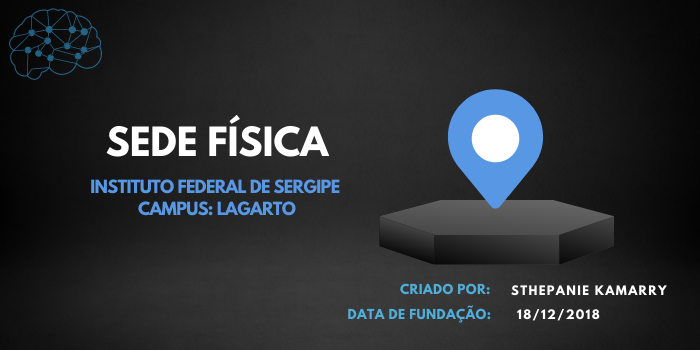 SEDE FÍSICA
INSTITUTO FEDERAL DE SERGIPE
CAMPUS: LAGARTO
CRIADO POR: STHEPANIE KAMARRY
DATA DE FUNDAÇÃO: 18/12/2018